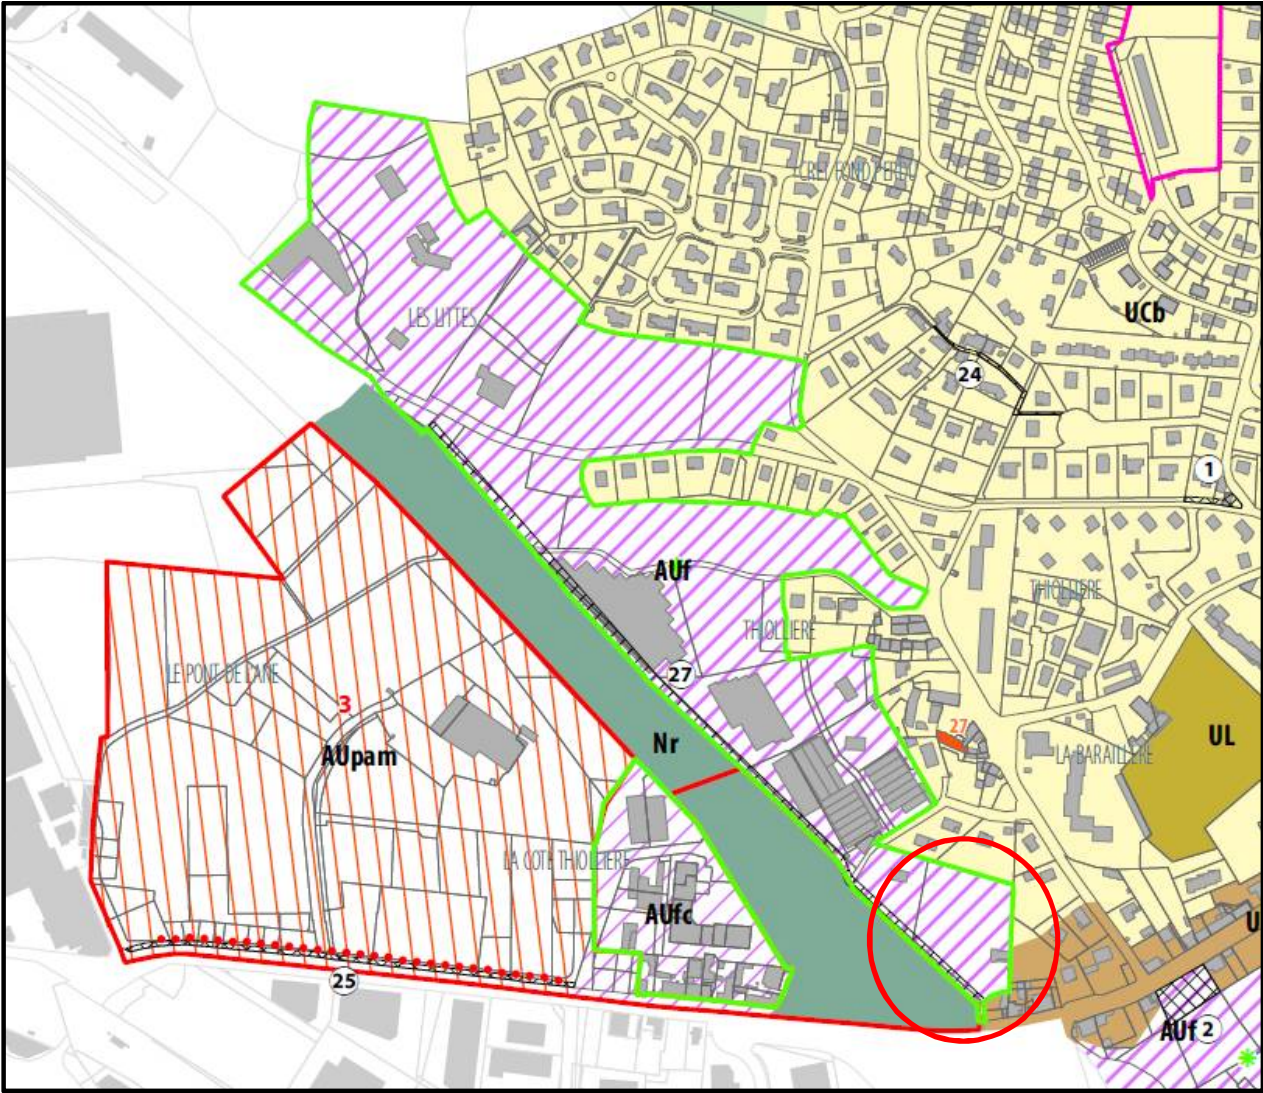 CRET FOND PERDU
UCb
LES LITTES
24
1
AUf
THIOLLIERE
THIOLLIERE
LE PONT DE L'ANE
27
3
27
Nr
UL
AUpam
LA BARAILLERE
LA COTE THIOLLIERE
AUfc
U
25
AUf 2